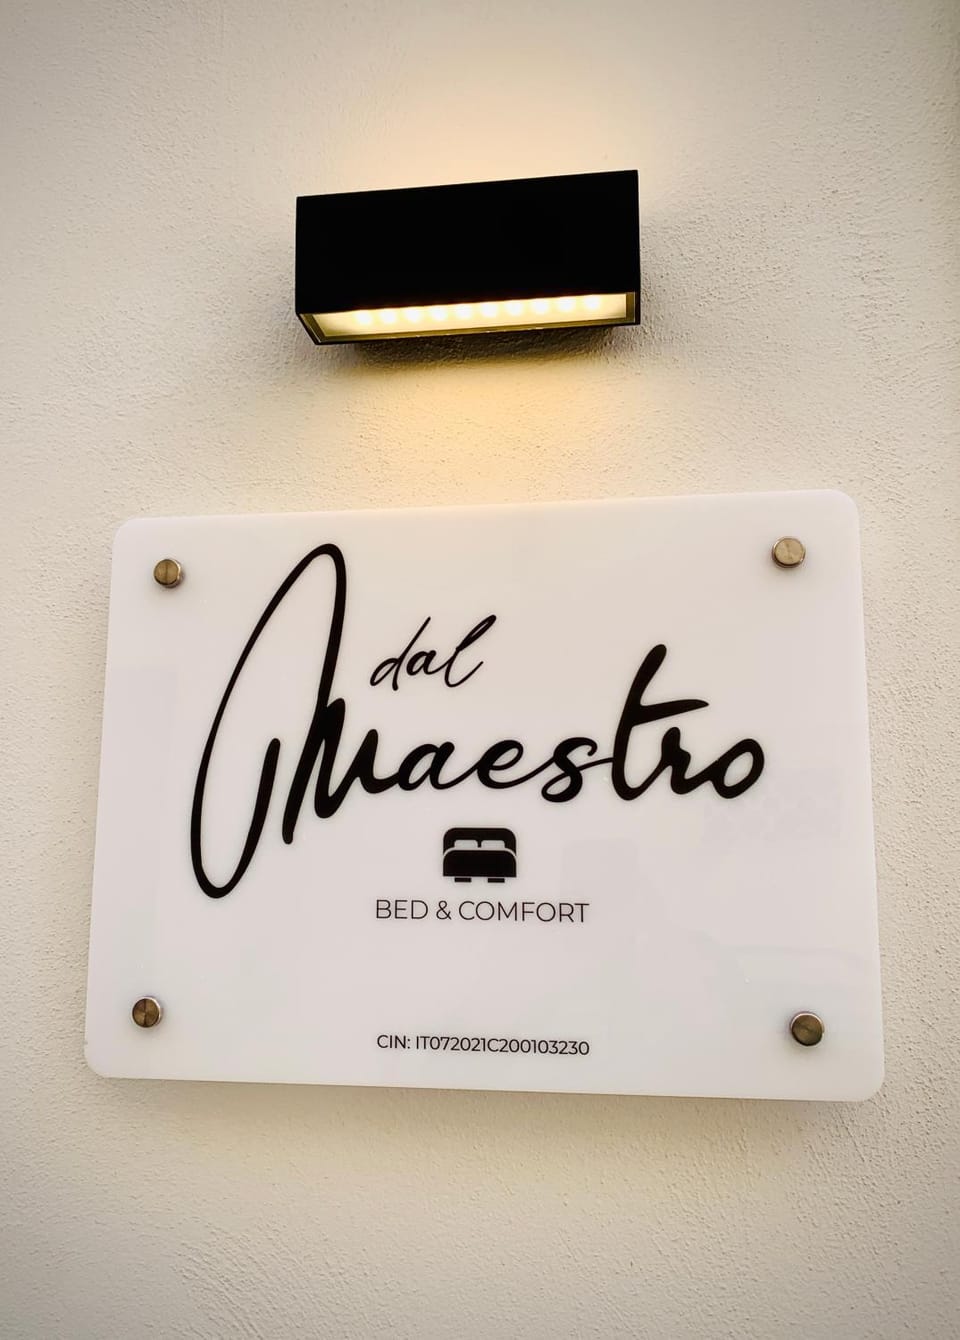 dal
Maestro
BED & COMFORT
CIN: IT072021C200103230